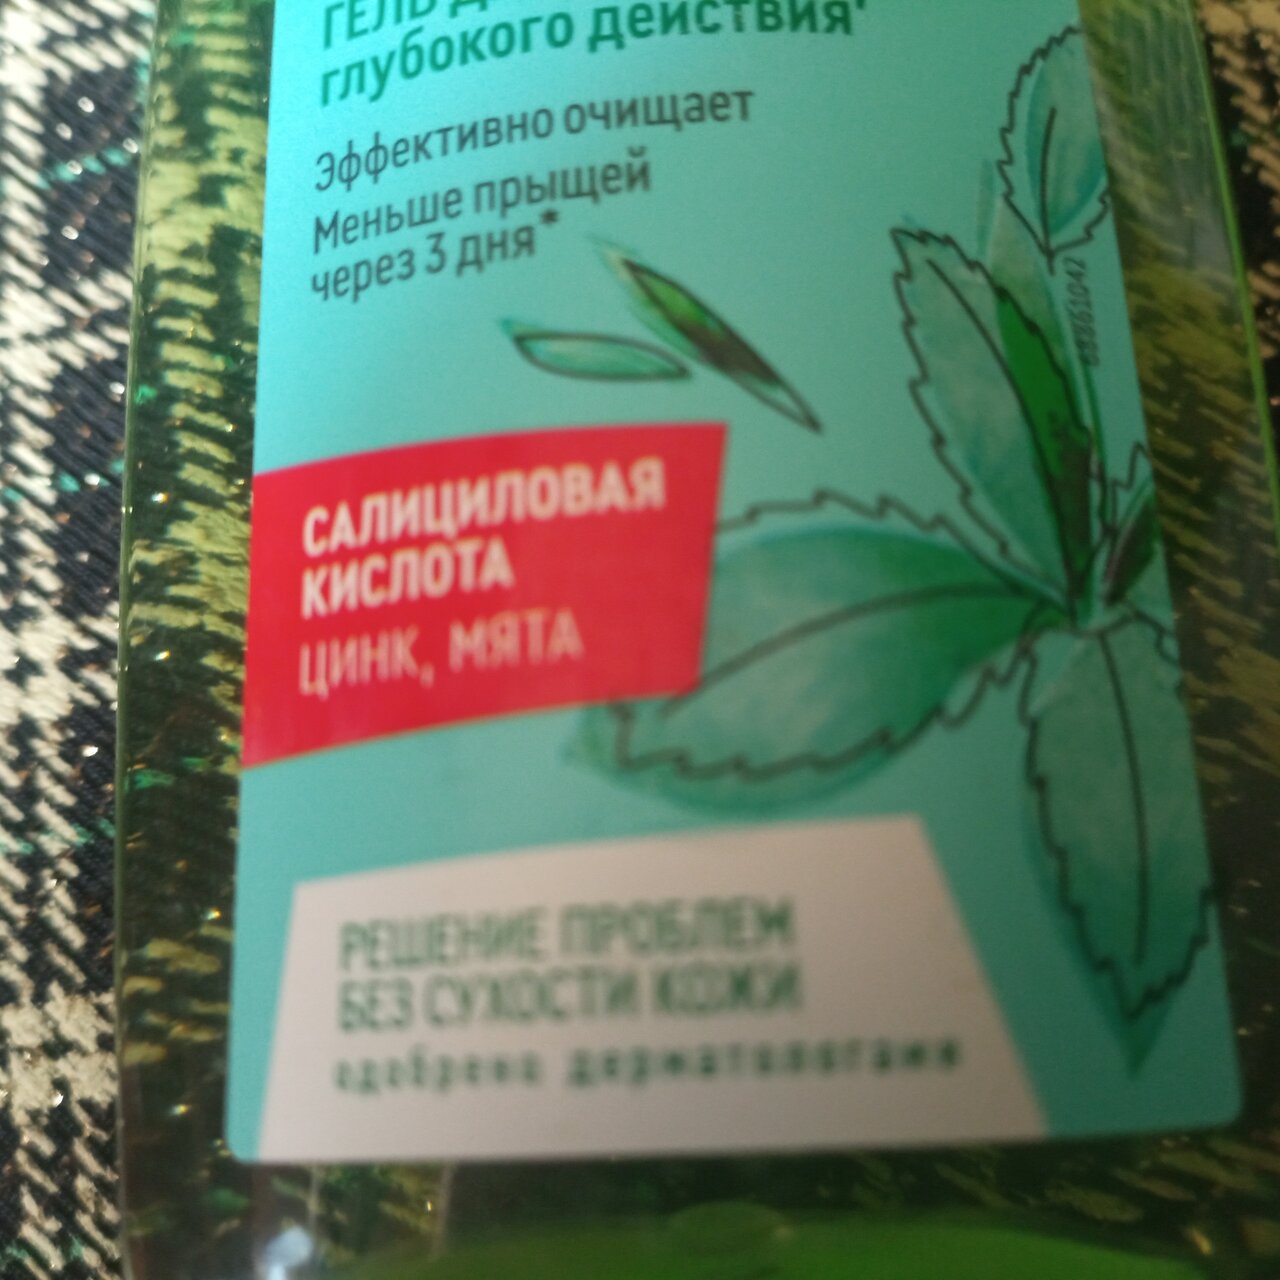 ГЕЛЬ
глубокого действия
Эффективно очищает
Меньше прыщей
через 3 дня*
САЛИЦИЛОВАЯ
КИСЛОТА
ЦИНК, МЯТА
РЕШЕНИЕ ПРОБЛЕМ
БЕЗ СУХОСТИ КОЖИ
одобрено дерматологами